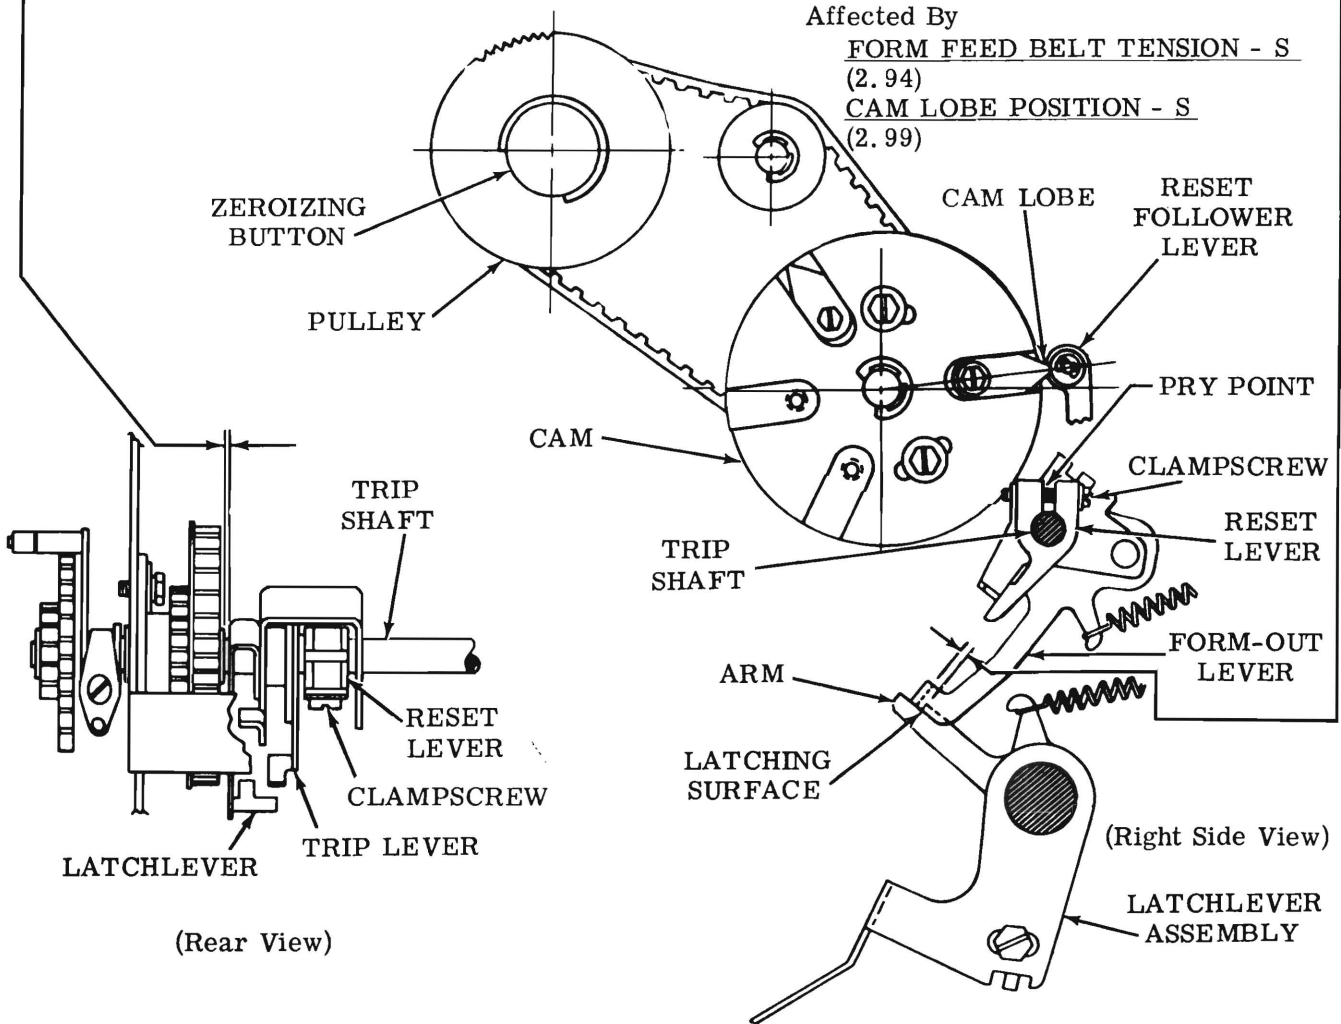 Affected By
FORM FEED BELT TENSION - S
(2.94)
CAM LOBE POSITION - S
(2.99)
ZEROIZING
BUTTON
PULLEY
CAM LOBE
RESET
FOLLOWER
LEVER
PRY POINT
CAM
CLAMPSCREW
TRIP
SHAFT
TRIP
SHAFT
RESET
LEVER
FORM-OUT
LEVER
ARM
LATCHING
SURFACE
RESET
LEVER
CLAMPSCREW
TRIP LEVER
LATCHLEVER
(Rear View)
(Right Side View)
LATCHLEVER
ASSEMBLY